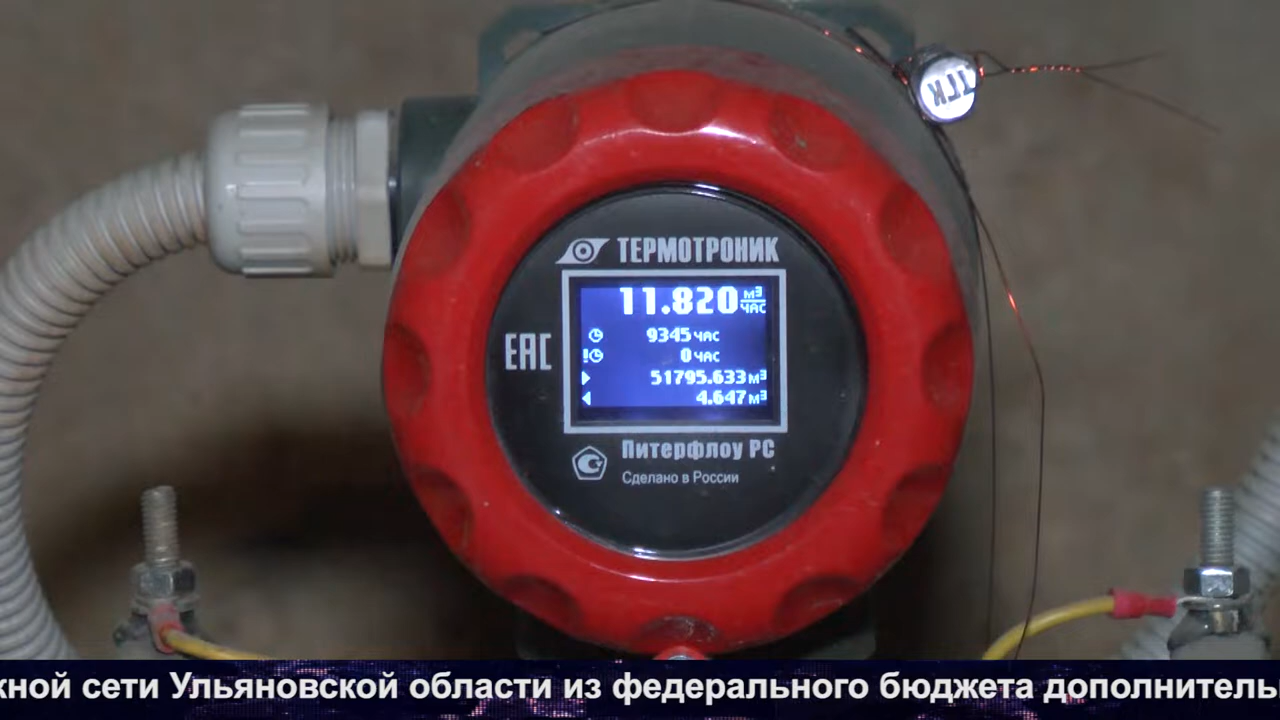 ТЕРМОТРОНИК
11.820 м³/час
9345 час
! 0 час
51795.633 м³
4.647 м³
ЕАС
Питерфлоу РС
Сделано в России
жной сети Ульяновской области из федерального бюджета дополнитель